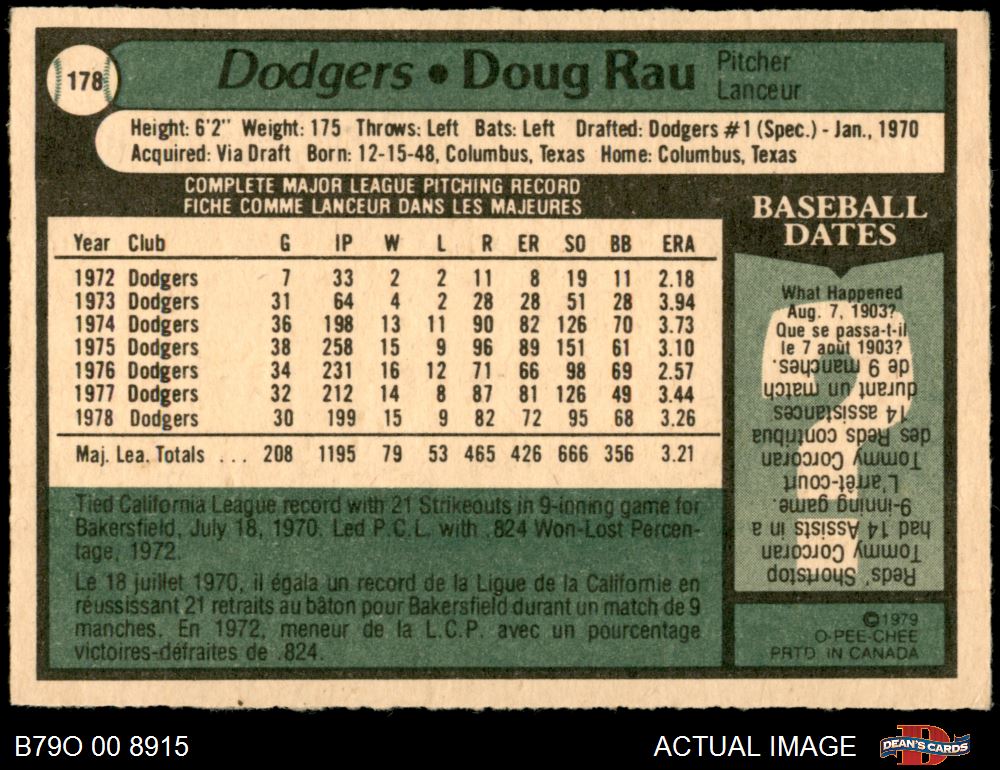 178
Dodgers • Doug Rau Pitcher
Lanceur
Height: 6'2" Weight: 175 Throws: Left Bats: Left Drafted: Dodgers #1 (Spec.) - Jan., 1970
Acquired: Via Draft Born: 12-15-48, Columbus, Texas Home: Columbus, Texas
COMPLETE MAJOR LEAGUE PITCHING RECORD
FICHE COMME LANCEUR DANS LES MAJEURES
Year Club G IP W L R ER SO BB ERA
1972 Dodgers 7 33 2 2 11 8 19 11 2.18
1973 Dodgers 31 64 4 2 28 28 51 28 3.94
1974 Dodgers 36 198 13 11 90 82 126 70 3.73
1975 Dodgers 38 258 15 9 96 89 151 61 3.10
1976 Dodgers 34 231 16 12 71 66 98 69 2.57
1977 Dodgers 32 212 14 8 87 81 126 49 3.44
1978 Dodgers 30 199 15 9 82 72 95 68 3.26
Maj. Lea. Totals ... 208 1195 79 53 465 426 666 356 3.21
Tied California League record with 21 Strikeouts in 9-inning game for
Bakersfield, July 18, 1970. Led P.C.L. with .824 Won-Lost Percen-
tage, 1972.
Le 18 juillet 1970, il égala un record de la Ligue de la Californie en
réussissant 21 retraits au bâton pour Bakersfield durant un match de 9
manches. En 1972, meneur de la L.C.P. avec un pourcentage
victoires-défraites de .824.
BASEBALL
DATES
What Happened
Aug. 7, 1903?
Que se passa-t-il
le 7 août 1903?
Reds' Shortstop
Tommy Corcoran
had 14 Assists in a
9-inning game.
L'arrêt-court
Tommy Corcoran
des Reds contribua
14 assistances
durant un match
de 9 manches.
©1979
O-PEE-CHEE
PRTD. IN CANADA
B79O 00 8915
ACTUAL IMAGE
D
DEAN'S CARDS